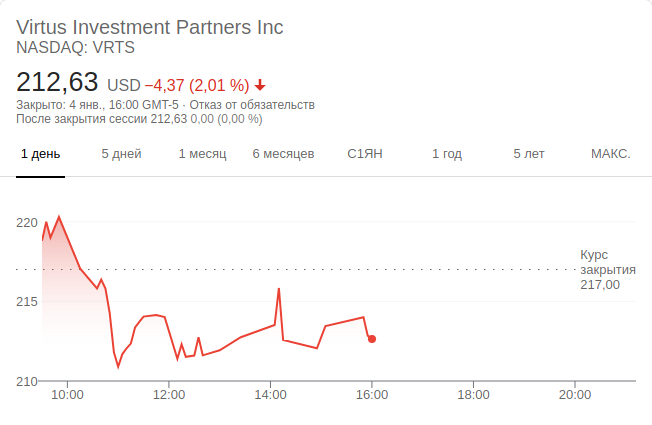 Virtus Investment Partners Inc
NASDAQ: VRTS
212,63 USD −4,37 (2,01 %)
Закрыто: 4 янв., 16:00 GMT-5 · Отказ от обязательств
После закрытия сессии 212,63 0,00 (0,00 %)
1 день 5 дней 1 месяц 6 месяцев С1ЯН 1 год 5 лет МАКС.
220
Курс
закрытия
217,00
215
210
10:00 12:00 14:00 16:00 18:00 20:00